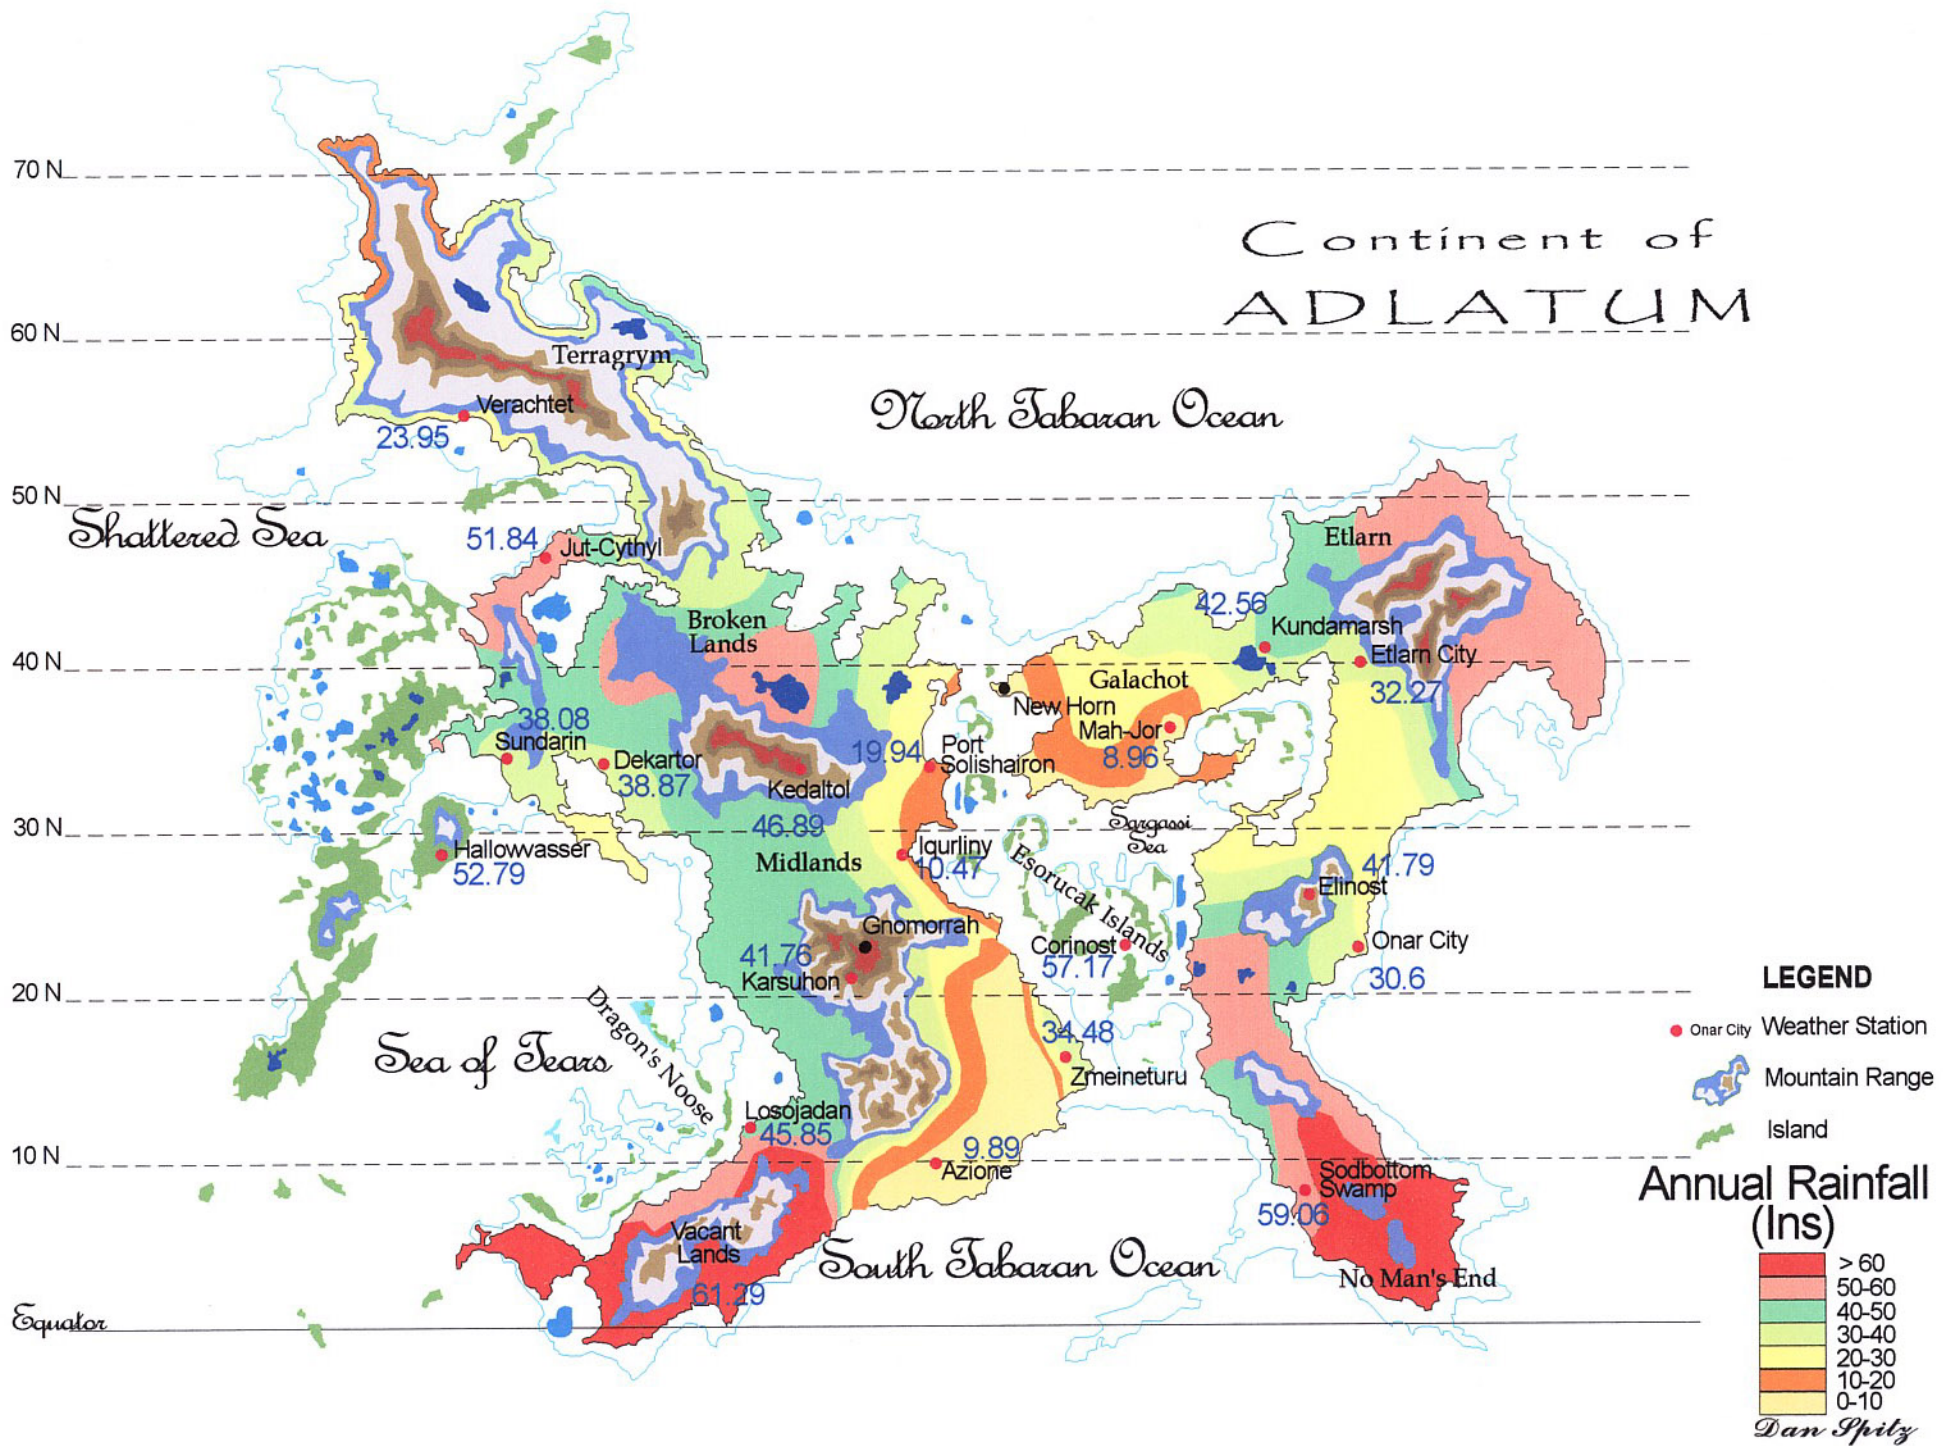 70 N
Continent of
ADLATUM
60 N
Terragrym
Verachtet
23.95
North Tabaran Ocean
50 N
Shattered Sea
51.84
Jut-Cythyl
Etlarn
42.56
Broken
Lands
Kundamarsh
40 N
Etlarn City
32.27
Galachot
New Horn
Mah-Jor
8.96
38.08
Sundarin
Dekartor
38.87
19.94
Port
Solishairon
Kedaltol
46.89
30 N
Sargassi
Sea
Hallowwasser
52.79
Midlands
Iqurliny
10.47
Esorucak Islands
41.79
Elinost
Gnomorrah
41.76
Karsuhon
Corinost
57.17
Onar City
30.6
20 N
LEGEND
Onar City Weather Station
Mountain Range
Island
Dragon's Noose
Sea of Tears
34.48
Zmeineturu
Losojadan
45.85
10 N
9.89
Azione
Sodbottom
Swamp
59.06
Annual Rainfall
(Ins)
Vacant
Lands
61.29
South Tabaran Ocean
No Man's End
> 60
50-60
40-50
30-40
20-30
10-20
0-10
Equator
Dan Spitz